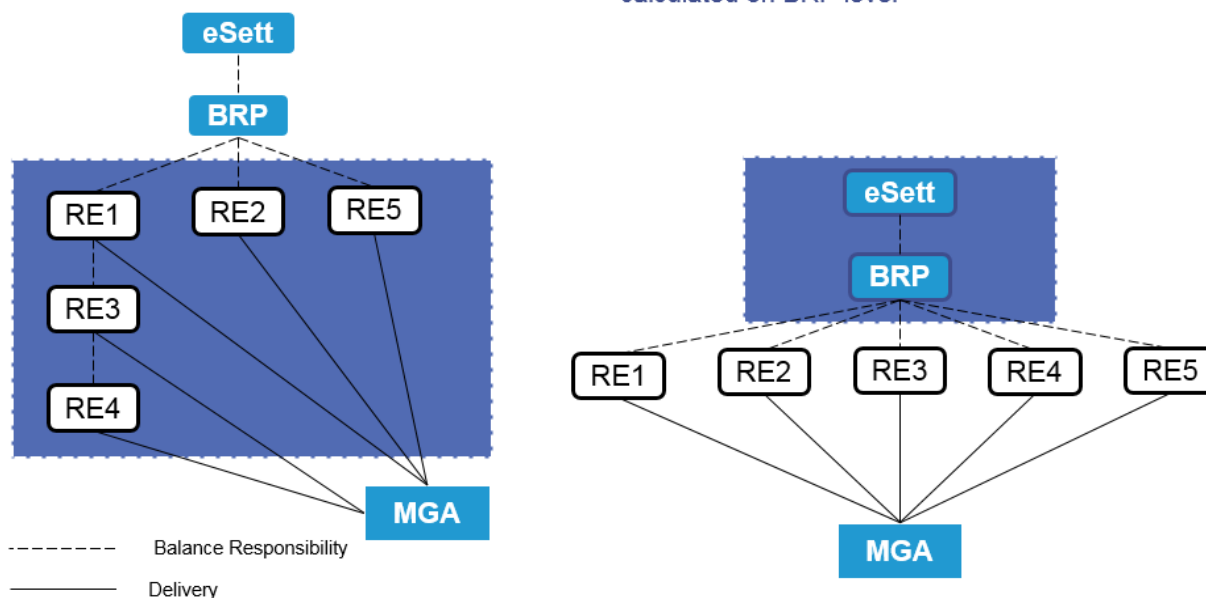 eSett
BRP
RE1
RE2
RE5
RE3
RE4
MGA
Balance Responsibility
Delivery
eSett
BRP
RE1
RE2
RE3
RE4
RE5
MGA